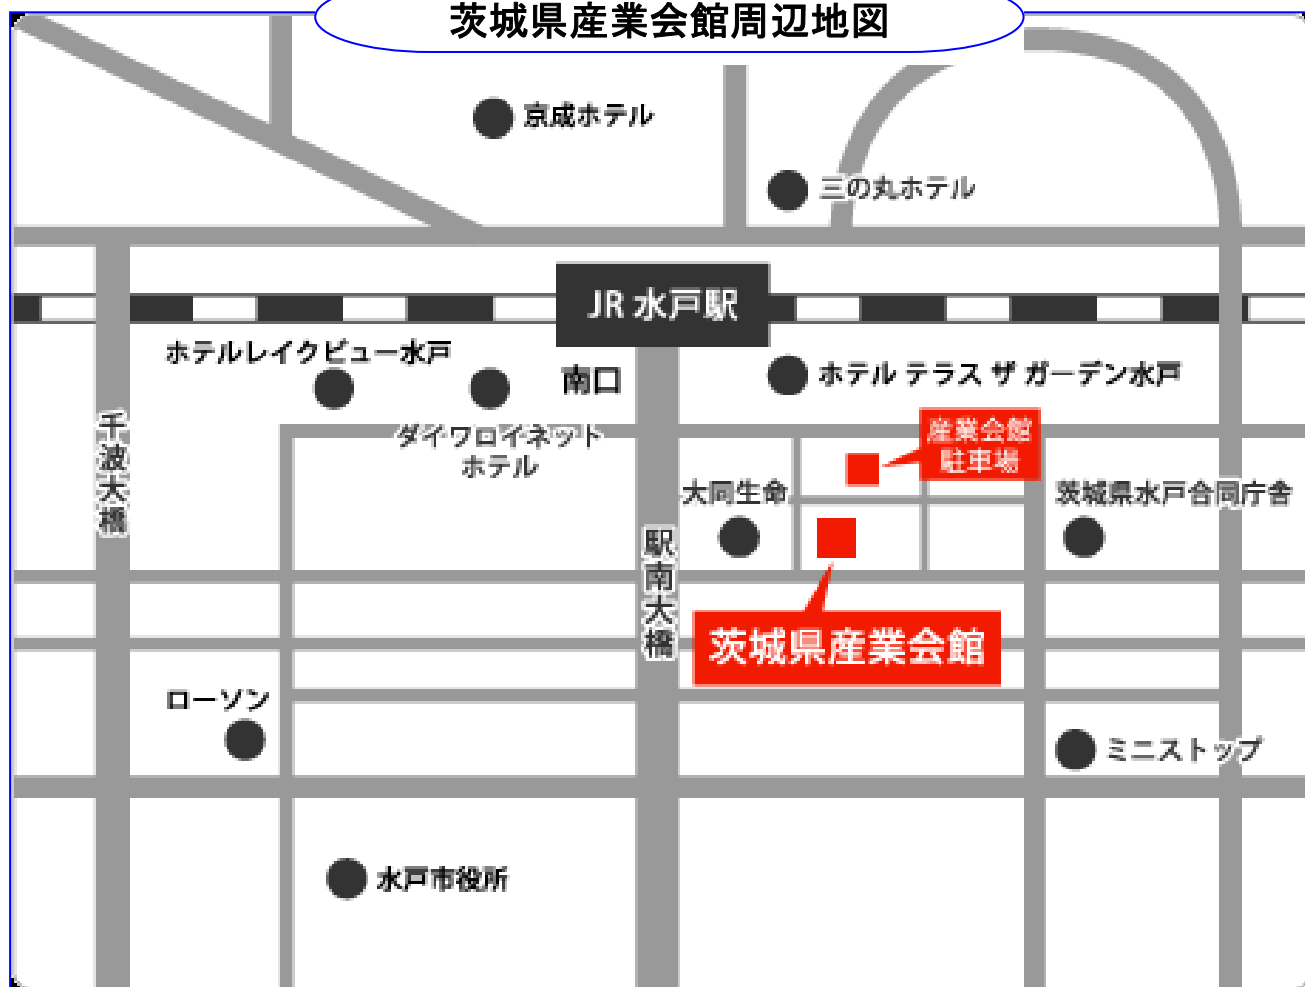 茨城県産業会館周辺地図
京成ホテル
三の丸ホテル
JR 水戸駅
ホテルレイクビュー水戸
南口
ホテル テラス ザ ガーデン水戸
ダイワロイネット
ホテル
産業会館
駐車場
千波大橋
大同生命
茨城県水戸合同庁舎
駅南大橋
茨城県産業会館
ローソン
ミニストップ
水戸市役所